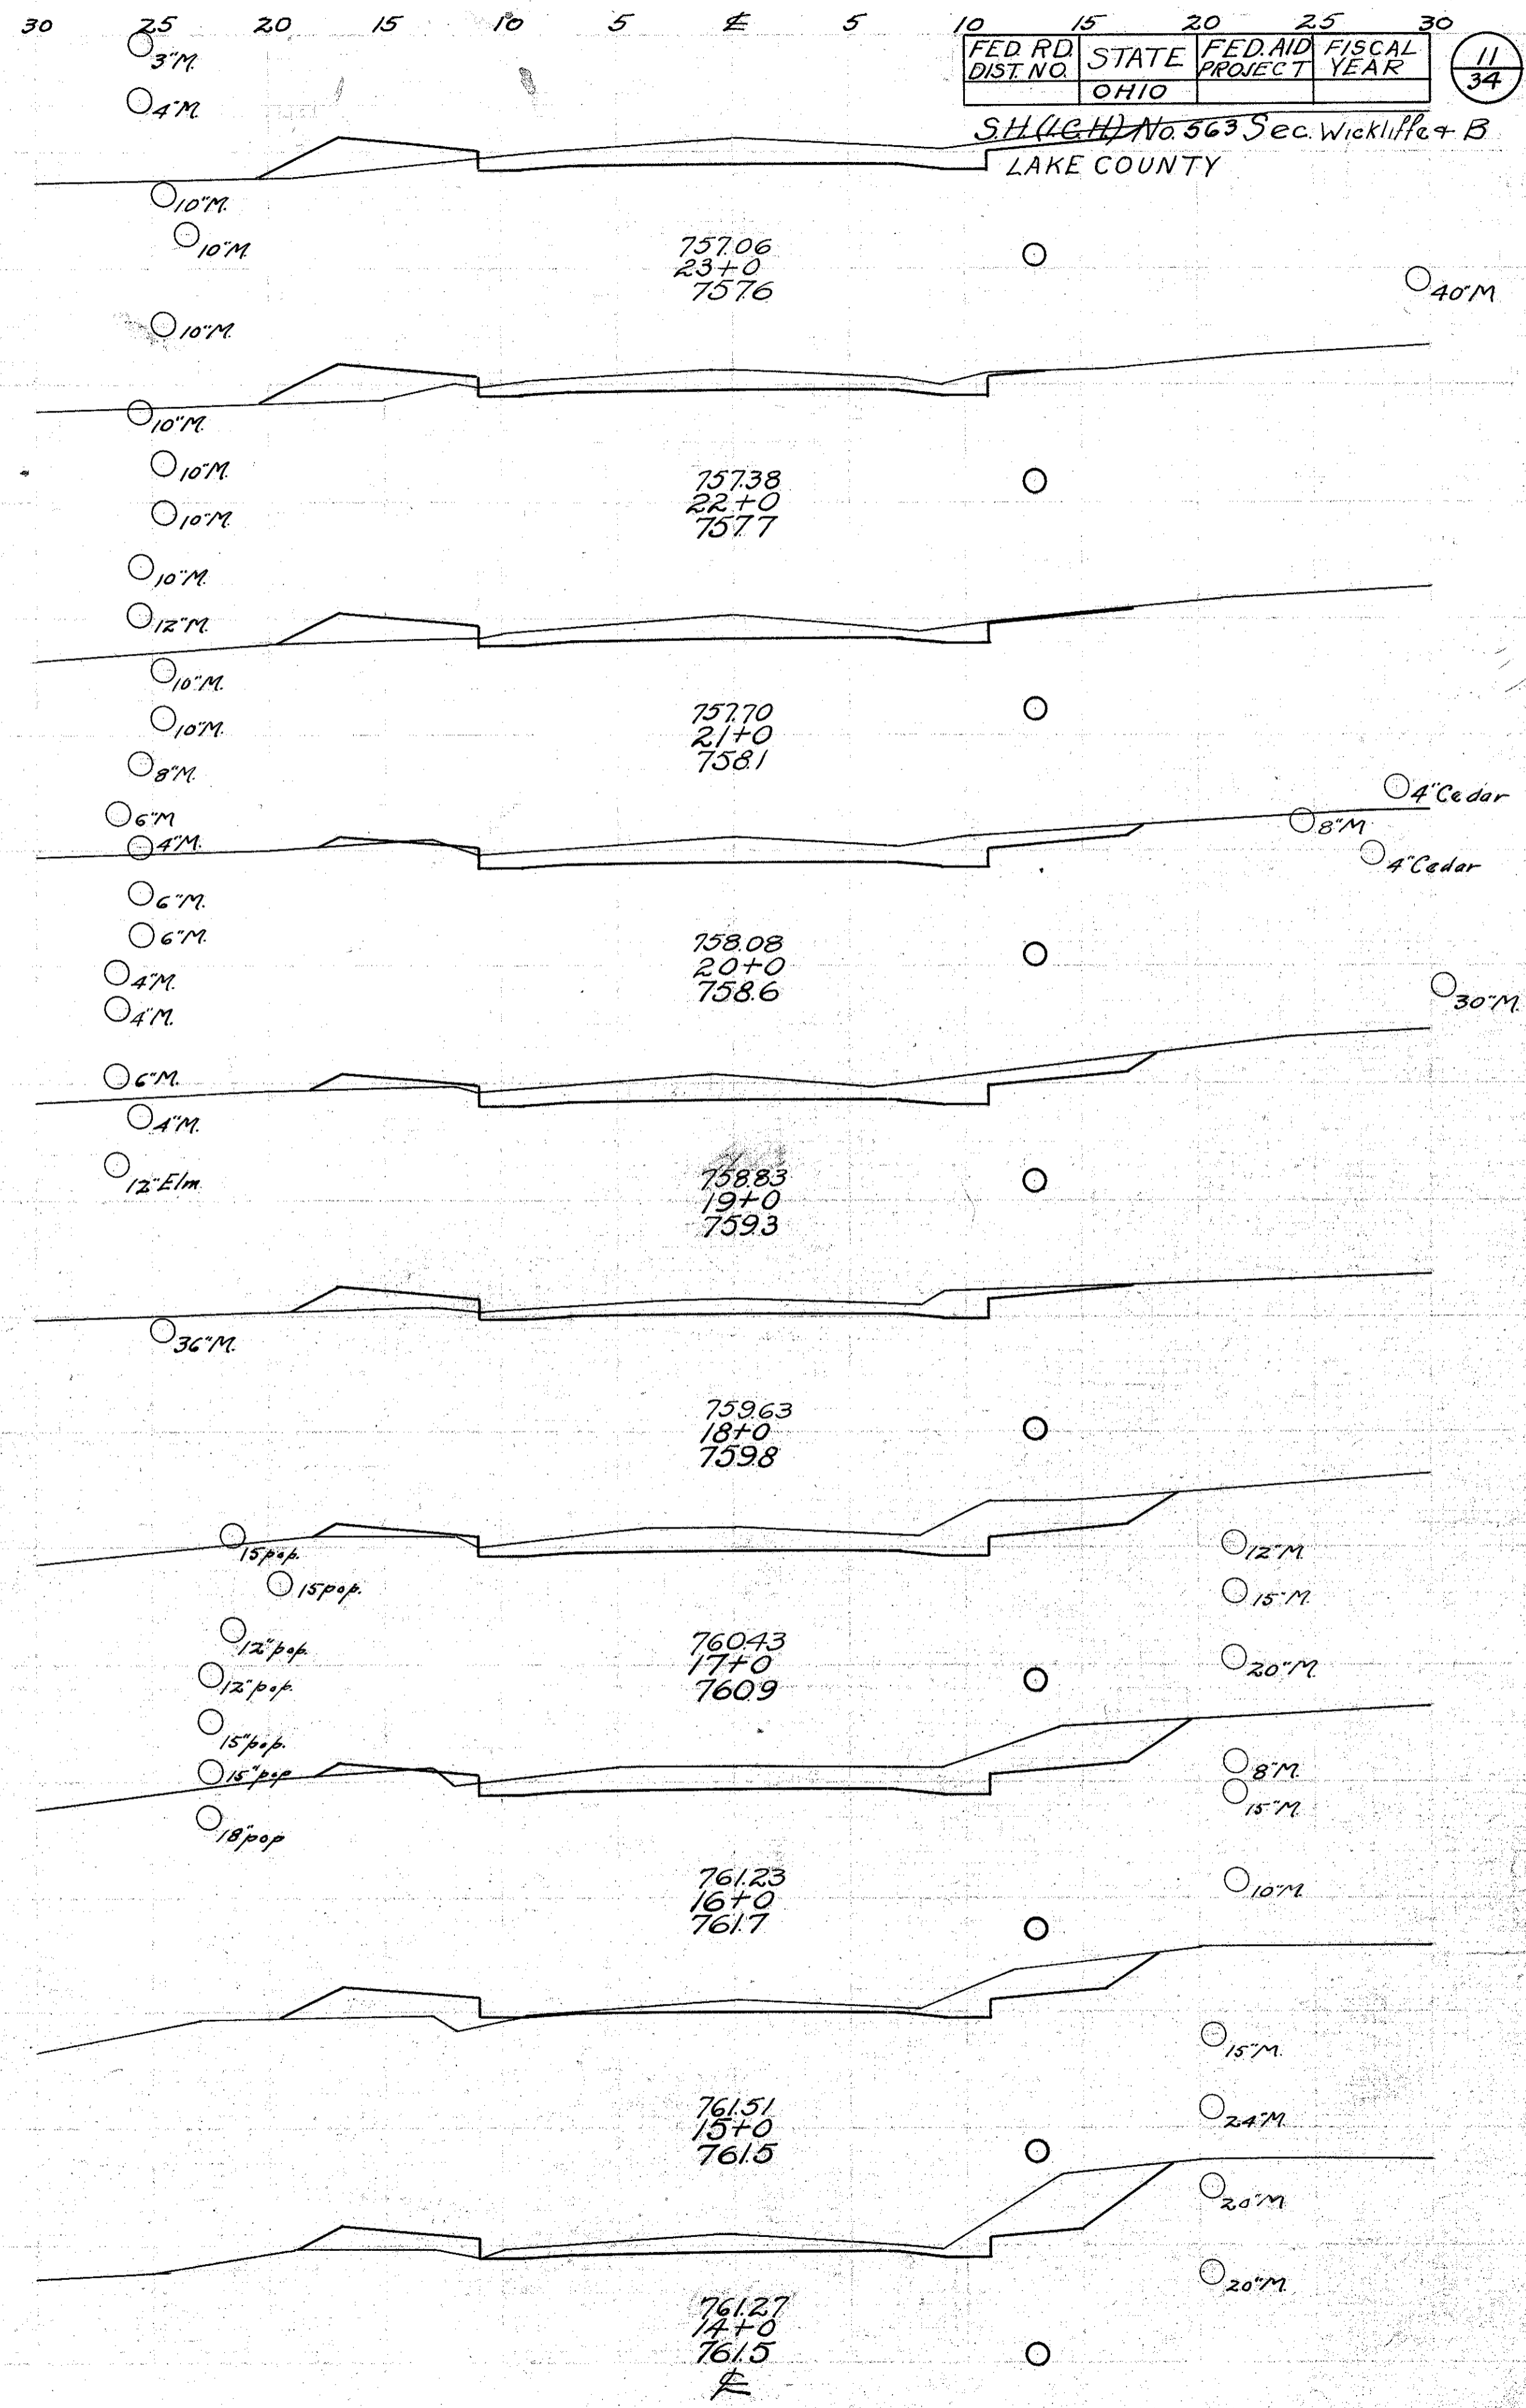 30 25 20 15 10 5 ℄ 5 10 15 20 25 30
FED. RD. DIST. NO. STATE FED. AID PROJECT FISCAL YEAR
OHIO
11
34
S.H. (I.C.H.) No. 563 Sec. Wickliffe & B
LAKE COUNTY
3"M.
4"M.
10"M.
10"M.
757.06
23+0
757.6
40"M
10"M.
10"M.
10"M.
757.38
22+0
757.7
10"M.
10"M.
12"M.
10"M.
757.70
21+0
758.1
10"M.
8"M.
4"Cedar
6"M
8"M
4"M.
4"Cedar
6"M.
6"M.
758.08
20+0
758.6
4"M.
30"M.
4"M.
6"M.
4"M.
12"Elm
758.83
19+0
759.3
36"M.
759.63
18+0
759.8
15pop.
12"M.
15pop.
15"M.
12"pop.
760.43
17+0
760.9
20"M.
12"pop.
15"pop.
15"pop
8"M.
15"M.
18"pop
761.23
16+0
761.7
10"M.
15"M.
761.51
15+0
761.5
24"M.
20"M
20"M.
761.27
14+0
761.5
℄